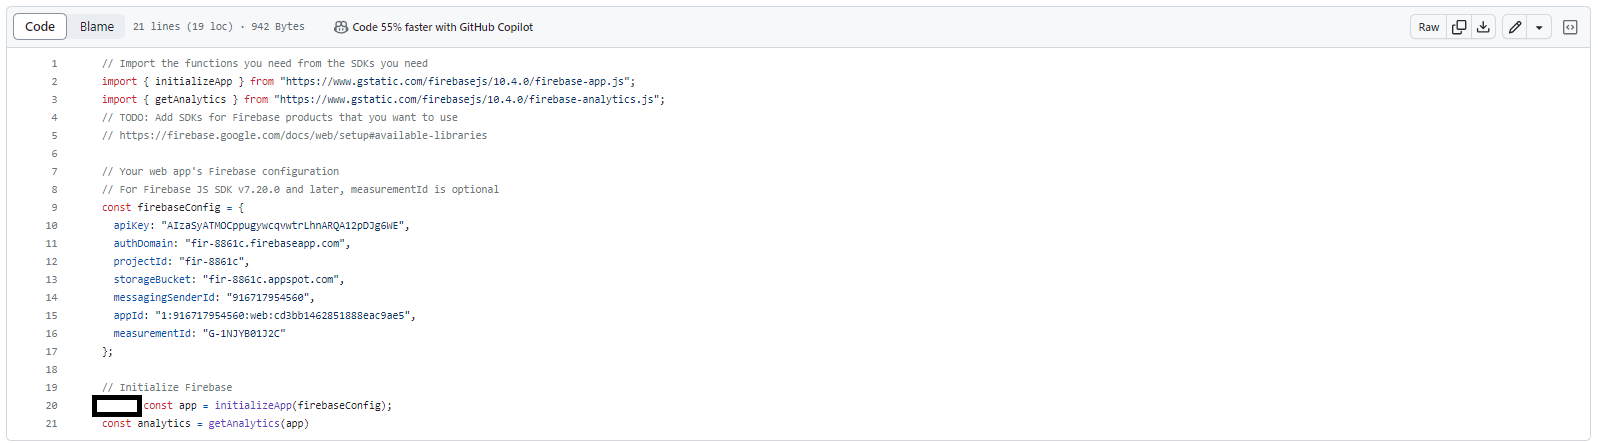 Code Blame 21 lines (19 loc) · 942 Bytes Code 55% faster with GitHub Copilot Raw
1 // Import the functions you need from the SDKs you need
2 import { initializeApp } from "https://www.gstatic.com/firebasejs/10.4.0/firebase-app.js";
3 import { getAnalytics } from "https://www.gstatic.com/firebasejs/10.4.0/firebase-analytics.js";
4 // TODO: Add SDKs for Firebase products that you want to use
5 // https://firebase.google.com/docs/web/setup#available-libraries
6
7 // Your web app's Firebase configuration
8 // For Firebase JS SDK v7.20.0 and later, measurementId is optional
9 const firebaseConfig = {
10 apiKey: "AIzaSyATMOCppugywcqvwtrLhnARQA12pDJg6WE",
11 authDomain: "fir-8861c.firebaseapp.com",
12 projectId: "fir-8861c",
13 storageBucket: "fir-8861c.appspot.com",
14 messagingSenderId: "916717954560",
15 appId: "1:916717954560:web:cd3bb1462851888eac9ae5",
16 measurementId: "G-1NJYB01J2C"
17 };
18
19 // Initialize Firebase
20 const app = initializeApp(firebaseConfig);
21 const analytics = getAnalytics(app)